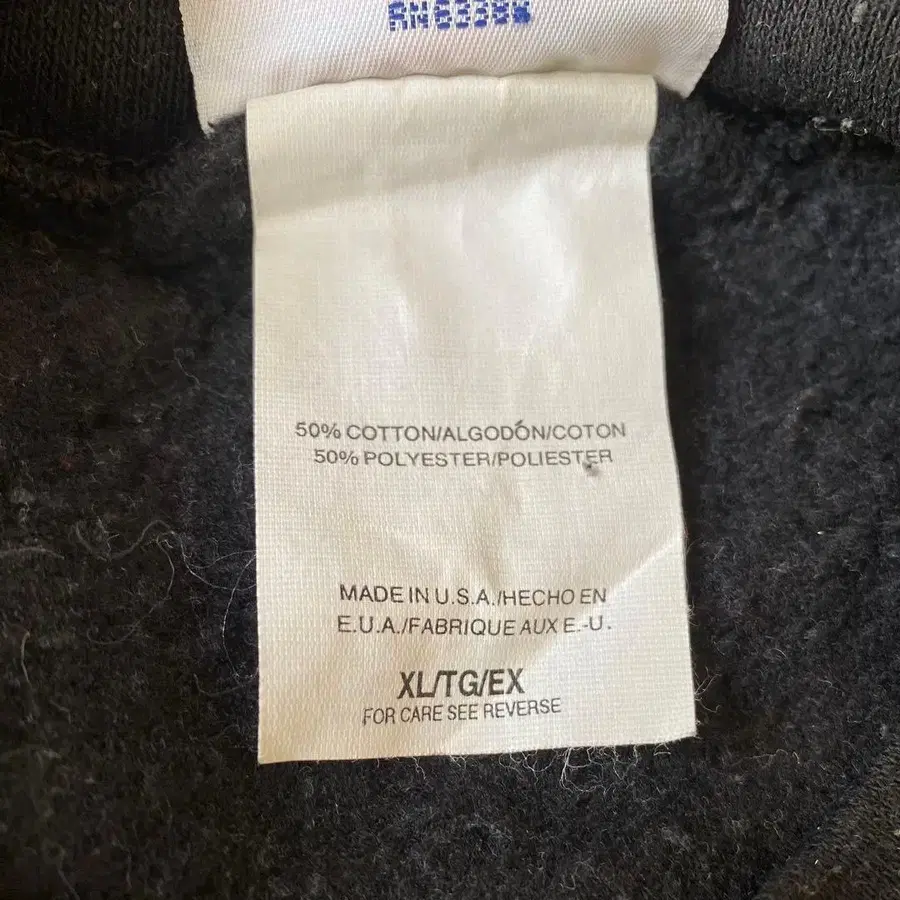 50% COTTON/ALGODÓN/COTON
50% POLYESTER/POLIESTER
MADE IN U.S.A./HECHO EN
E.U.A./FABRIQUE AUX E.-U.
XL/TG/EX
FOR CARE SEE REVERSE